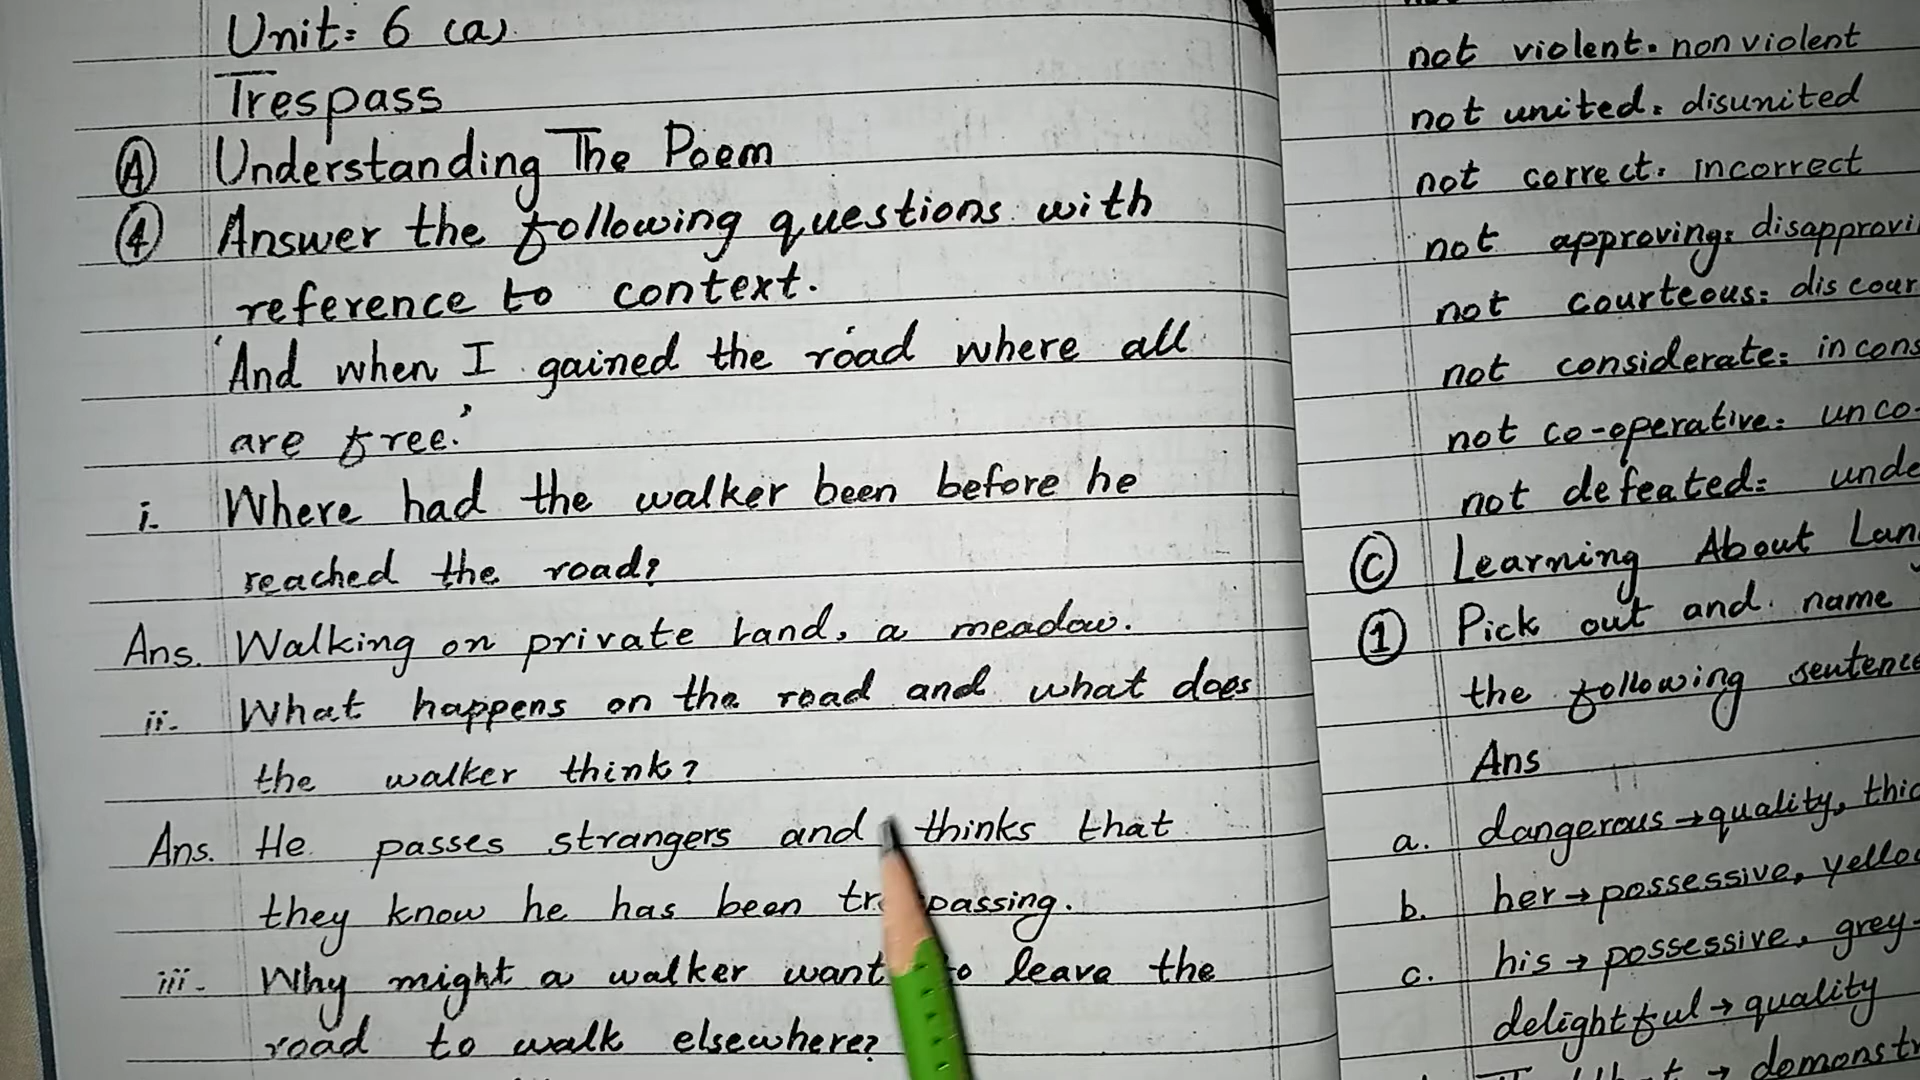 Unit: 6 (a)
Trespass
(A) Understanding The Poem
(4) Answer the following questions with
reference to context.
'And when I gained the road where all
are free.'
i. Where had the walker been before he
reached the road?
Ans. Walking on private land, a meadow.
ii. What happens on the road and what does
the walker think?
Ans. He passes strangers and thinks that
they know he has been tr passing.
iii. Why might a walker want to leave the
road to walk elsewhere?
not violent. nonviolent
not united: disunited
not correct. incorrect
not approving: disapprovi
not courteous: discour
not considerate: incons
not co-operative: unco-
not defeated: unde
(C) Learning About Lan
(1) Pick out and name
the following sentence
Ans
a. dangerous → quality, thic
b. her → possessive, yello
c. his → possessive, grey-
delightful → quality
→ demonstr